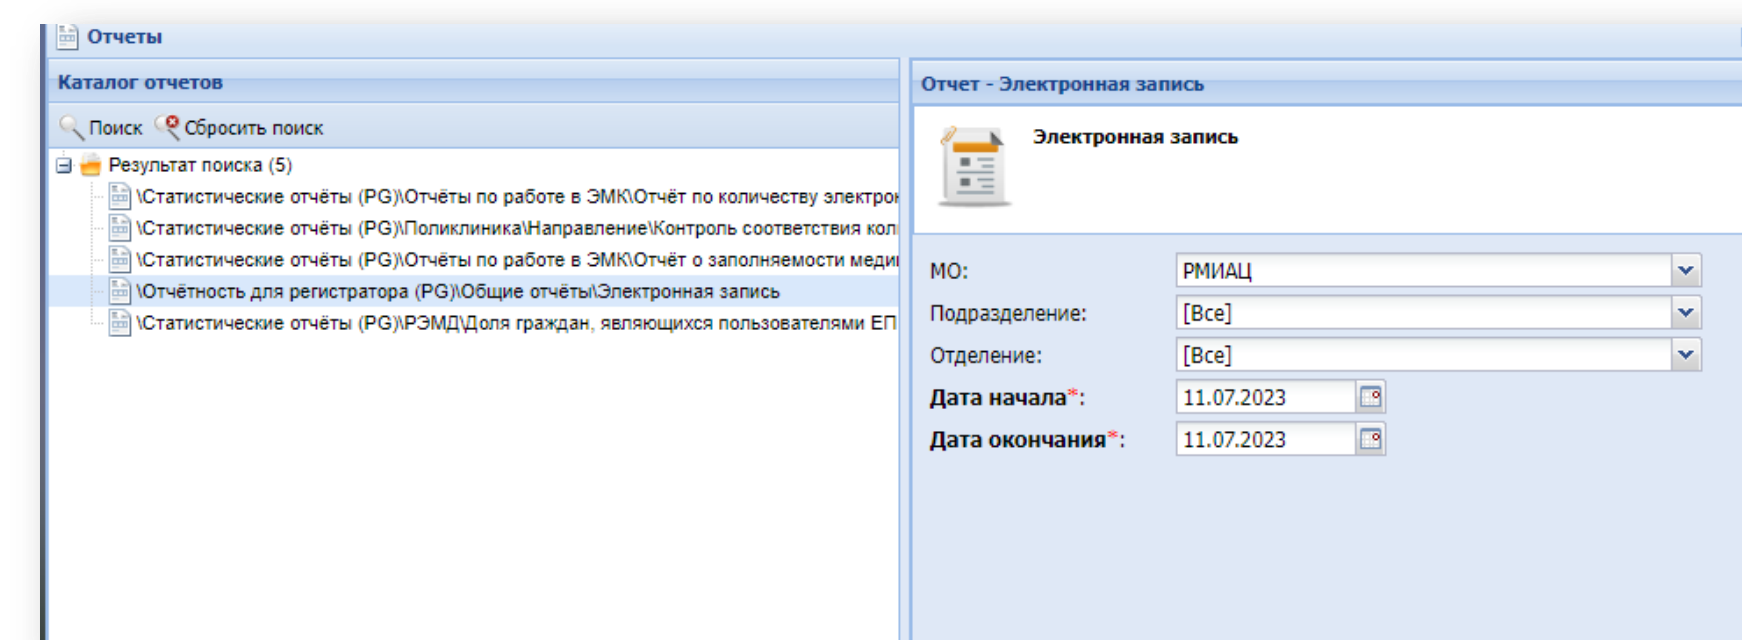 Отчеты
Каталог отчетов
Поиск Сбросить поиск
Результат поиска (5)
\Статистические отчёты (PG)\Отчёты по работе в ЭМК\Отчёт по количеству электрон
\Статистические отчёты (PG)\Поликлиника\Направление\Контроль соответствия кол
\Статистические отчёты (PG)\Отчёты по работе в ЭМК\Отчёт о заполняемости меди
\Отчётность для регистратора (PG)\Общие отчёты\Электронная запись
\Статистические отчёты (PG)\РЭМД\Доля граждан, являющихся пользователями ЕП
Отчет - Электронная запись
Электронная запись
МО: РМИАЦ
Подразделение: [Все]
Отделение: [Все]
Дата начала*: 11.07.2023
Дата окончания*: 11.07.2023